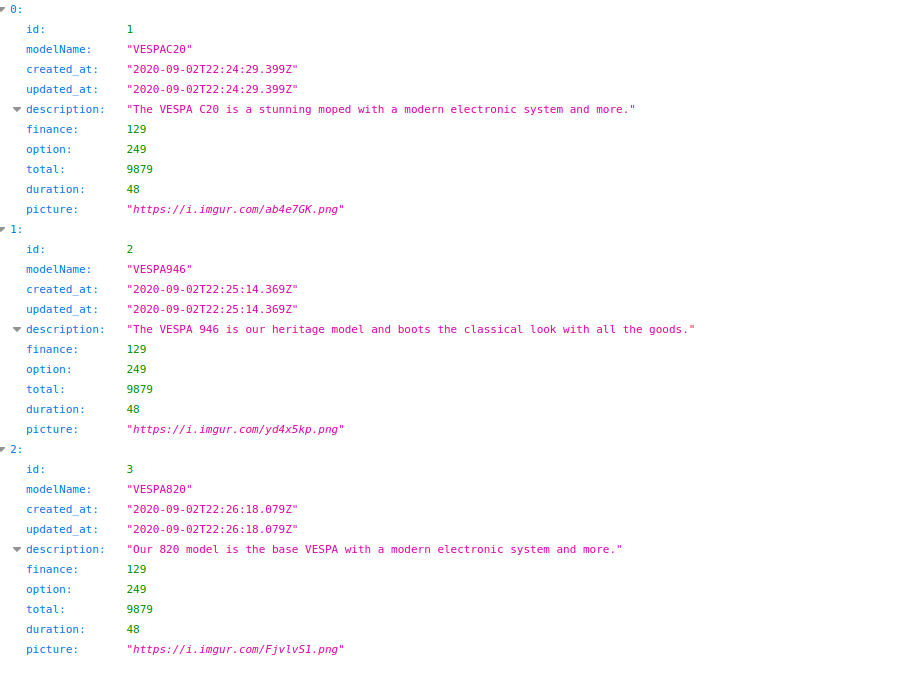 0:
id: 1
modelName: "VESPAC20"
created_at: "2020-09-02T22:24:29.399Z"
updated_at: "2020-09-02T22:24:29.399Z"
description: "The VESPA C20 is a stunning moped with a modern electronic system and more."
finance: 129
option: 249
total: 9879
duration: 48
picture: "https://i.imgur.com/ab4e7GK.png"
1:
id: 2
modelName: "VESPA946"
created_at: "2020-09-02T22:25:14.369Z"
updated_at: "2020-09-02T22:25:14.369Z"
description: "The VESPA 946 is our heritage model and boots the classical look with all the goods."
finance: 129
option: 249
total: 9879
duration: 48
picture: "https://i.imgur.com/yd4x5kp.png"
2:
id: 3
modelName: "VESPA820"
created_at: "2020-09-02T22:26:18.079Z"
updated_at: "2020-09-02T22:26:18.079Z"
description: "Our 820 model is the base VESPA with a modern electronic system and more."
finance: 129
option: 249
total: 9879
duration: 48
picture: "https://i.imgur.com/FjvlvS1.png"